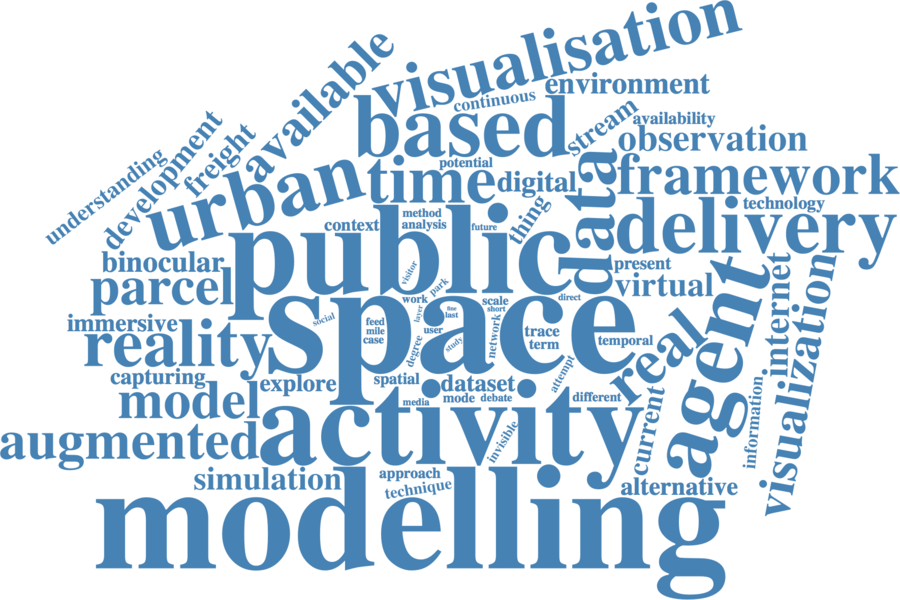 visualisation
available
environment
continuous
based
stream
availability
observation
development
freight
understanding
urban
time
potential
digital
data
framework
thing
context
method
analysis
future
public
delivery
technology
binocular
parcel
visitor
park
present
virtual
space
work
layer
fine
last
scale
short
direct
immersive
reality
social
feed
mile
case
degree
user
study
network
trace
term
temporal
real
agent
internet
visualization
capturing
explore
spatial
dataset
attempt
model
media
mode
debate
different
current
information
augmented
activity
invisible
simulation
approach
technique
alternative
modelling